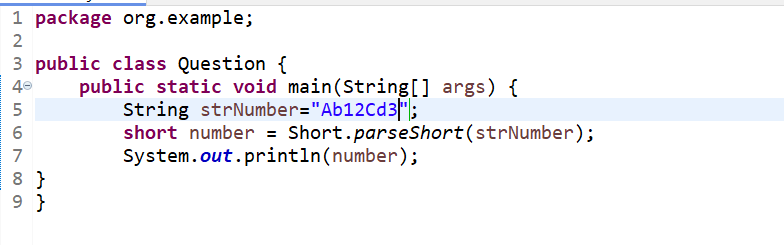 1 package org.example;
2
3 public class Question {
4 public static void main(String[] args) {
5 String strNumber="Ab12Cd3";
6 short number = Short.parseShort(strNumber);
7 System.out.println(number);
8 }
9 }